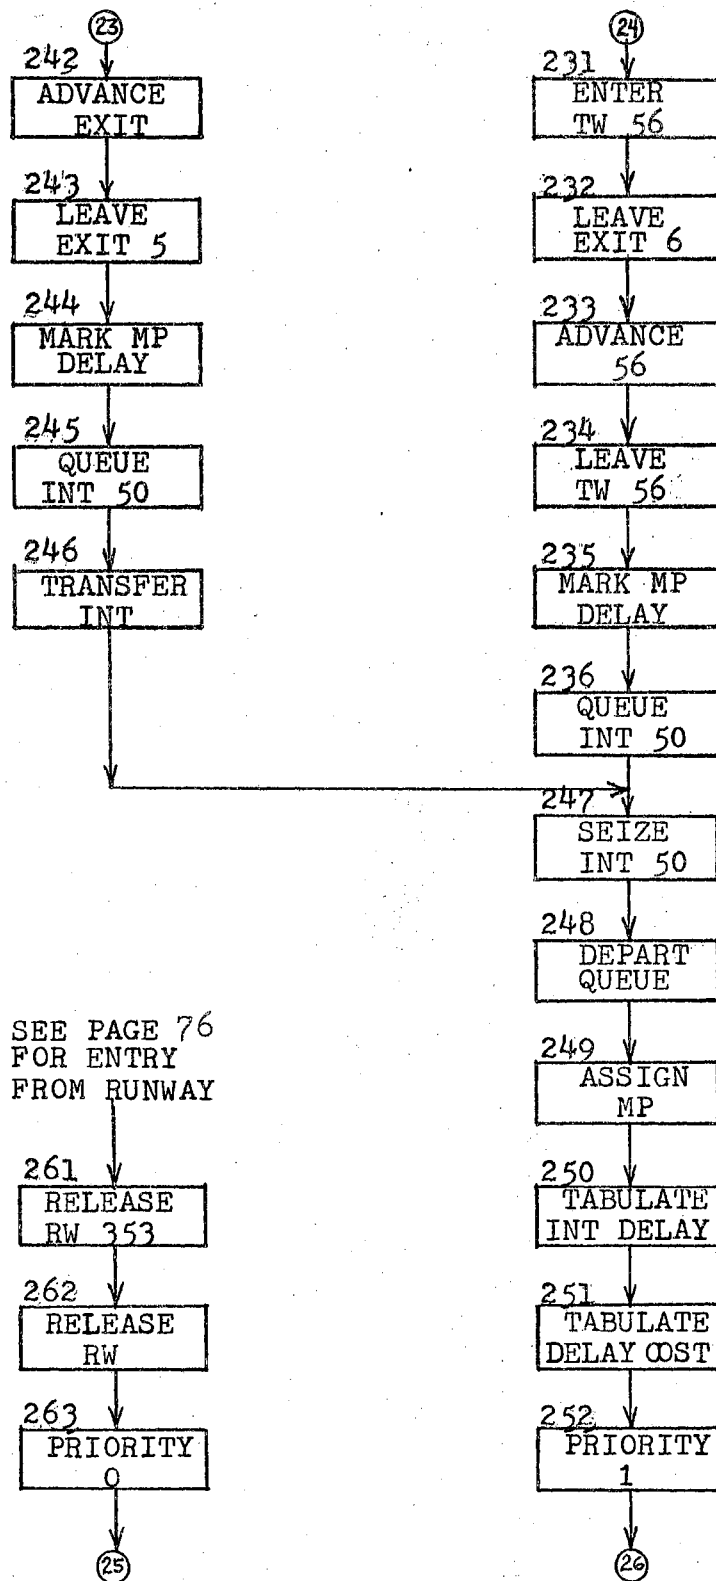 23
242
ADVANCE
EXIT
243
LEAVE
EXIT 5
244
MARK MP
DELAY
245
QUEUE
INT 50
246
TRANSFER
INT
SEE PAGE 76
FOR ENTRY
FROM RUNWAY
261
RELEASE
RW 353
262
RELEASE
RW
263
PRIORITY
0
25
24
231
ENTER
TW 56
232
LEAVE
EXIT 6
233
ADVANCE
56
234
LEAVE
TW 56
235
MARK MP
DELAY
236
QUEUE
INT 50
247
SEIZE
INT 50
248
DEPART
QUEUE
249
ASSIGN
MP
250
TABULATE
INT DELAY
251
TABULATE
DELAY COST
252
PRIORITY
1
26